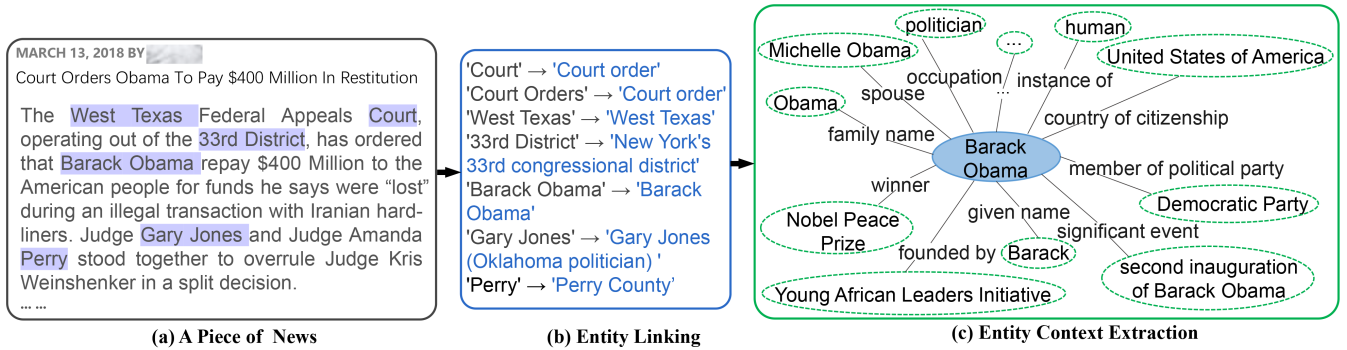 MARCH 13, 2018 BY
Court Orders Obama To Pay $400 Million In Restitution
The West Texas Federal Appeals Court,
operating out of the 33rd District, has ordered
that Barack Obama repay $400 Million to the
American people for funds he says were “lost”
during an illegal transaction with Iranian hard-
liners. Judge Gary Jones and Judge Amanda
Perry stood together to overrule Judge Kris
Weinshenker in a split decision.
... ...
(a) A Piece of News
'Court' → 'Court order'
'Court Orders' → 'Court order'
'West Texas' → 'West Texas'
'33rd District' → 'New York's
33rd congressional district'
'Barack Obama' → 'Barack
Obama'
'Gary Jones' → 'Gary Jones
(Oklahoma politician) '
'Perry' → 'Perry County’
(b) Entity Linking
politician
...
human
Michelle Obama
United States of America
occupation
...
instance of
spouse
Obama
country of citizenship
family name
Barack
Obama
member of political party
winner
Democratic Party
given name
Nobel Peace
Prize
significant event
founded by
Barack
second inauguration
of Barack Obama
Young African Leaders Initiative
(c) Entity Context Extraction